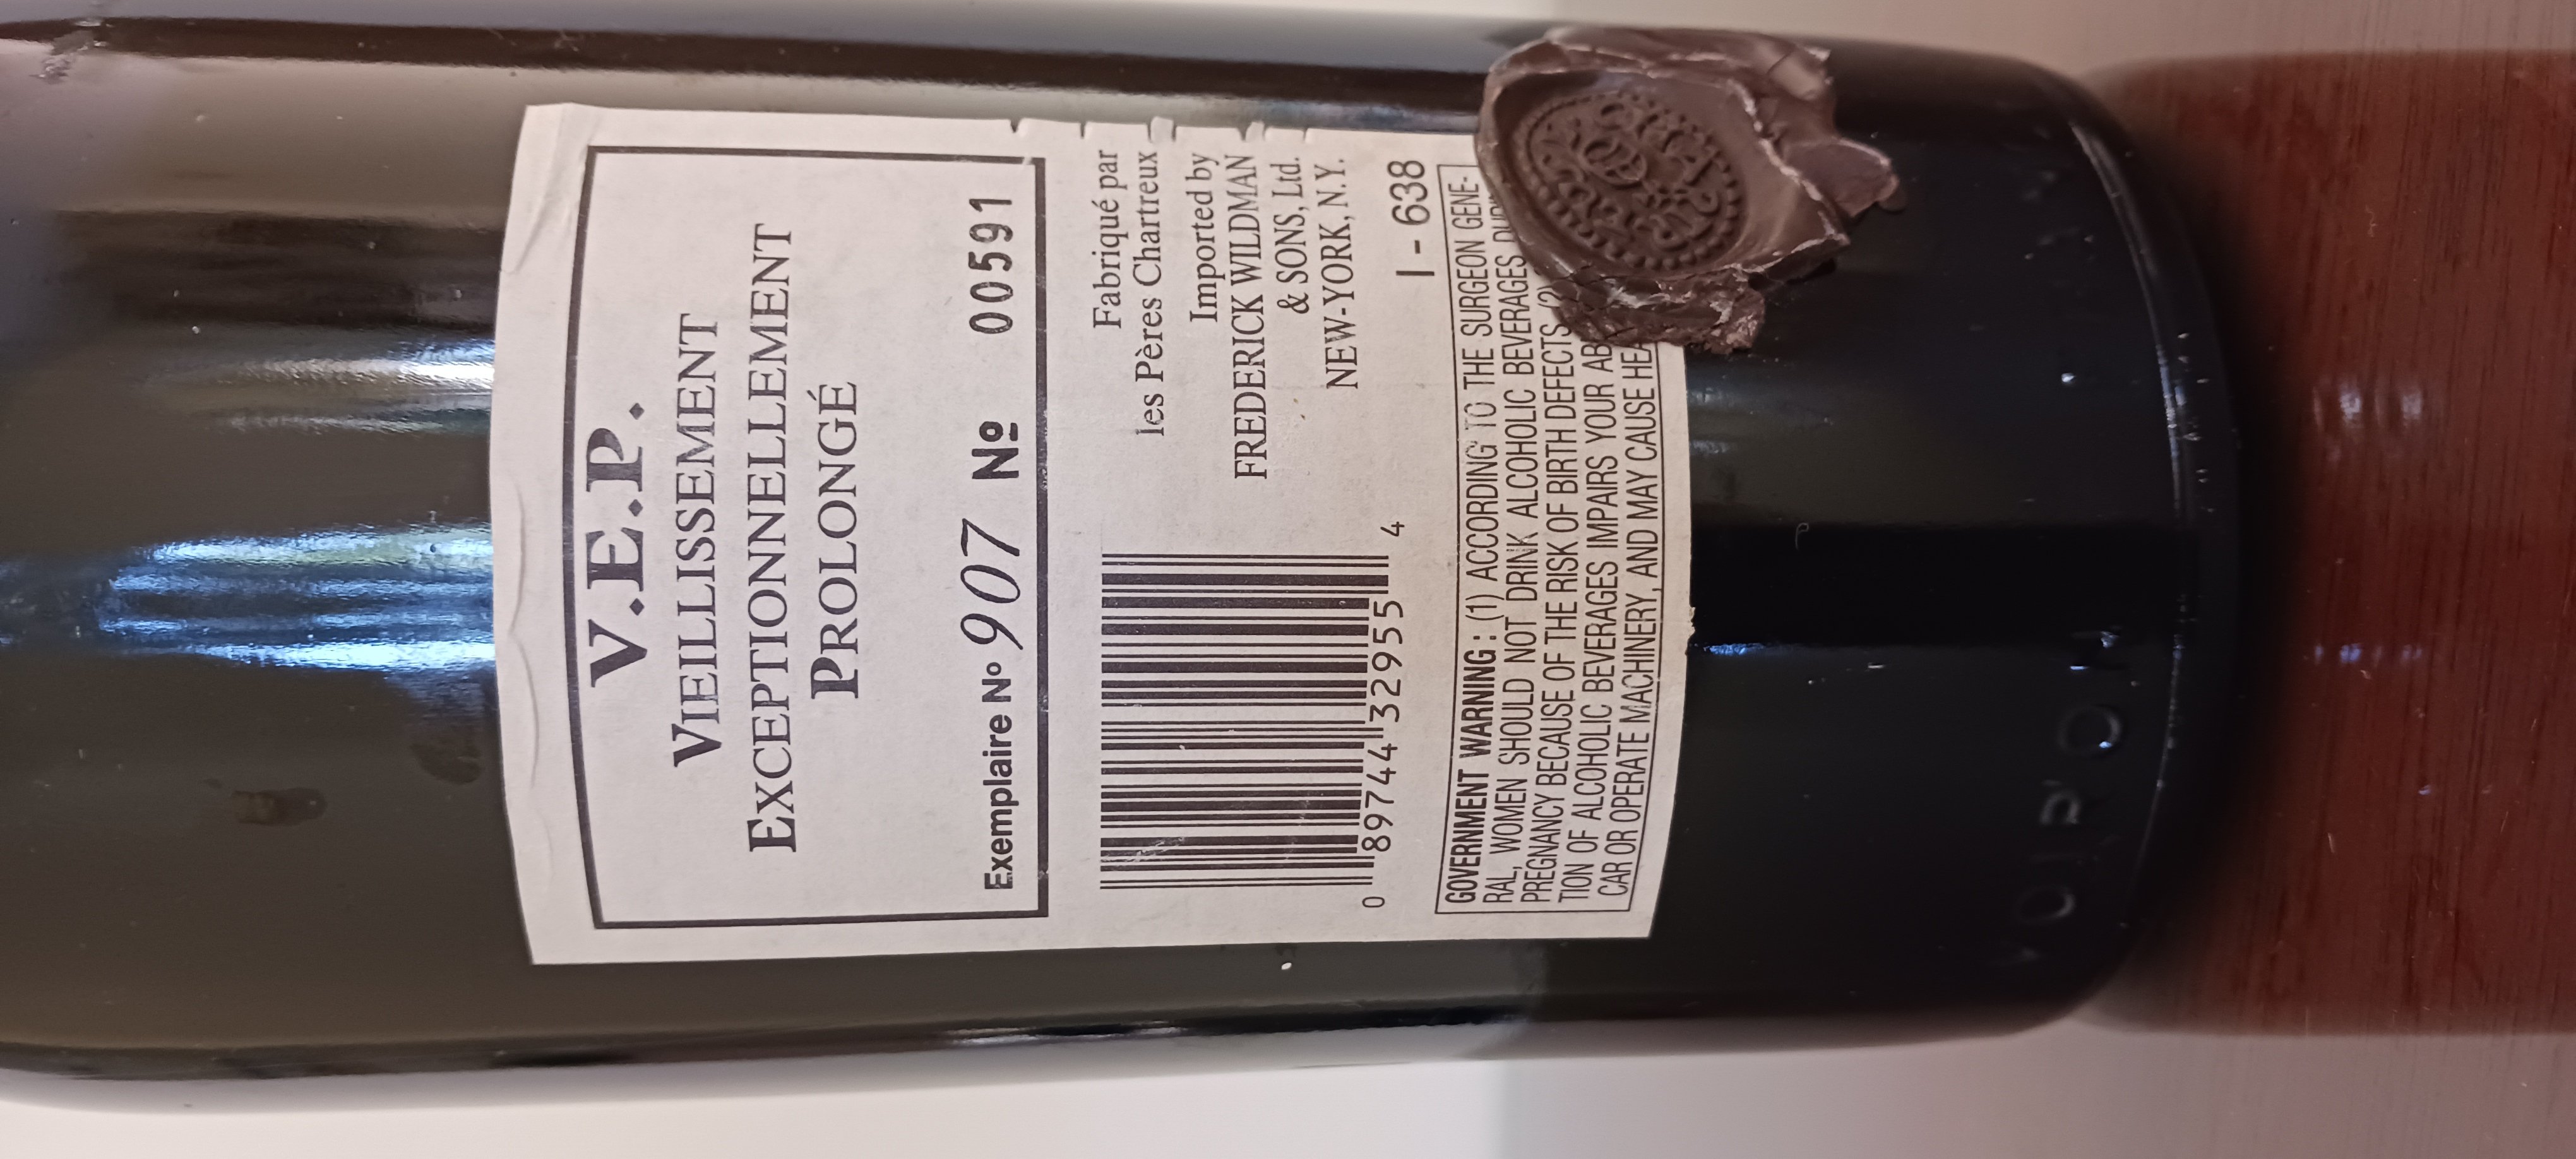 V.E.P.
VIEILLISSEMENT
EXCEPTIONNELLEMENT
PROLONGÉ
Exemplaire Nº 907 Nº 00591
Fabriqué par
les Pères Chartreux
Imported by
FREDERICK WILDMAN
& SONS, Ltd.
NEW-YORK, N.Y.
I - 638
0 89744 32955 4
GOVERNMENT WARNING : (1) ACCORDING TO THE SURGEON GENE-
RAL, WOMEN SHOULD NOT DRINK ALCOHOLIC BEVERAGES
PREGNANCY BECAUSE OF THE RISK OF BIRTH DEFECTS (2)
TION OF ALCOHOLIC BEVERAGES IMPAIRS YOUR
CAR OR OPERATE MACHINERY, AND MAY CAUSE
VOIRON